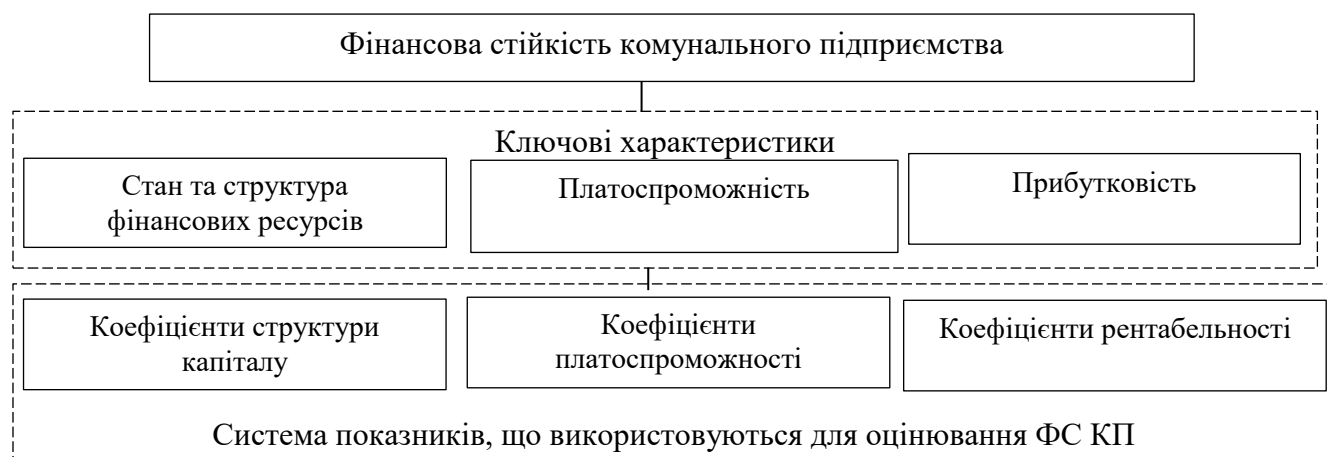 Фінансова стійкість комунального підприємства
Ключові характеристики
Стан та структура
фінансових ресурсів
Платоспроможність
Прибутковість
Коефіцієнти структури
капіталу
Коефіцієнти
платоспроможності
Коефіцієнти рентабельності
Система показників, що використовуються для оцінювання ФС КП